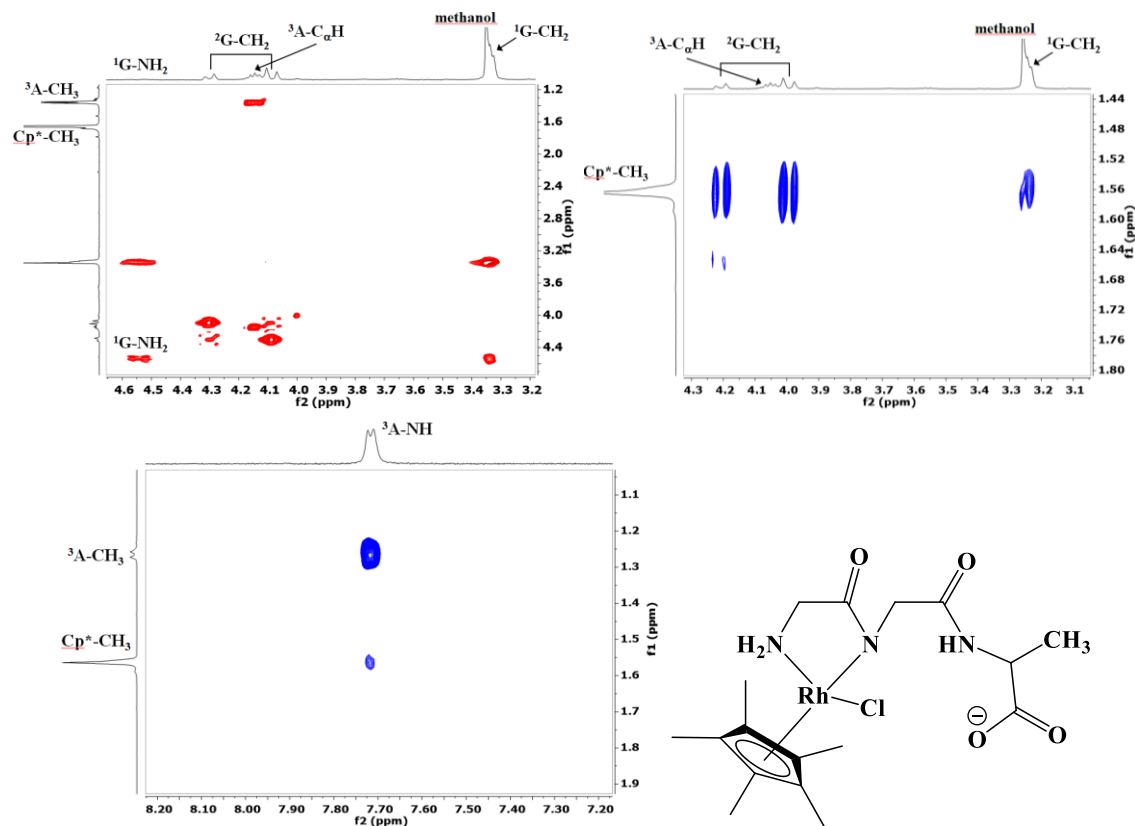 methanol
³A-CαH
²G-CH₂
¹G-CH₂
¹G-NH₂
³A-CH₃
Cp*-CH₃
¹G-NH₂
1.2
1.6
2.0
2.4
2.8
3.2
3.6
4.0
4.4
f1 (ppm)
4.6 4.5 4.4 4.3 4.2 4.1 4.0 3.9 3.8 3.7 3.6 3.5 3.4 3.3 3.2
f2 (ppm)
methanol
²G-CH₂
³A-CαH
¹G-CH₂
Cp*-CH₃
1.44
1.48
1.52
1.56
1.60
1.64
1.68
1.72
1.76
1.80
f1 (ppm)
4.3 4.2 4.1 4.0 3.9 3.8 3.7 3.6 3.5 3.4 3.3 3.2 3.1
f2 (ppm)
³A-NH
³A-CH₃
Cp*-CH₃
1.1
1.2
1.3
1.4
1.5
1.6
1.7
1.8
1.9
f1 (ppm)
8.20 8.10 8.00 7.90 7.80 7.70 7.60 7.50 7.40 7.30 7.20
f2 (ppm)
O
O
H₂N
N
HN
CH₃
Rh
Cl
⊖
O
O